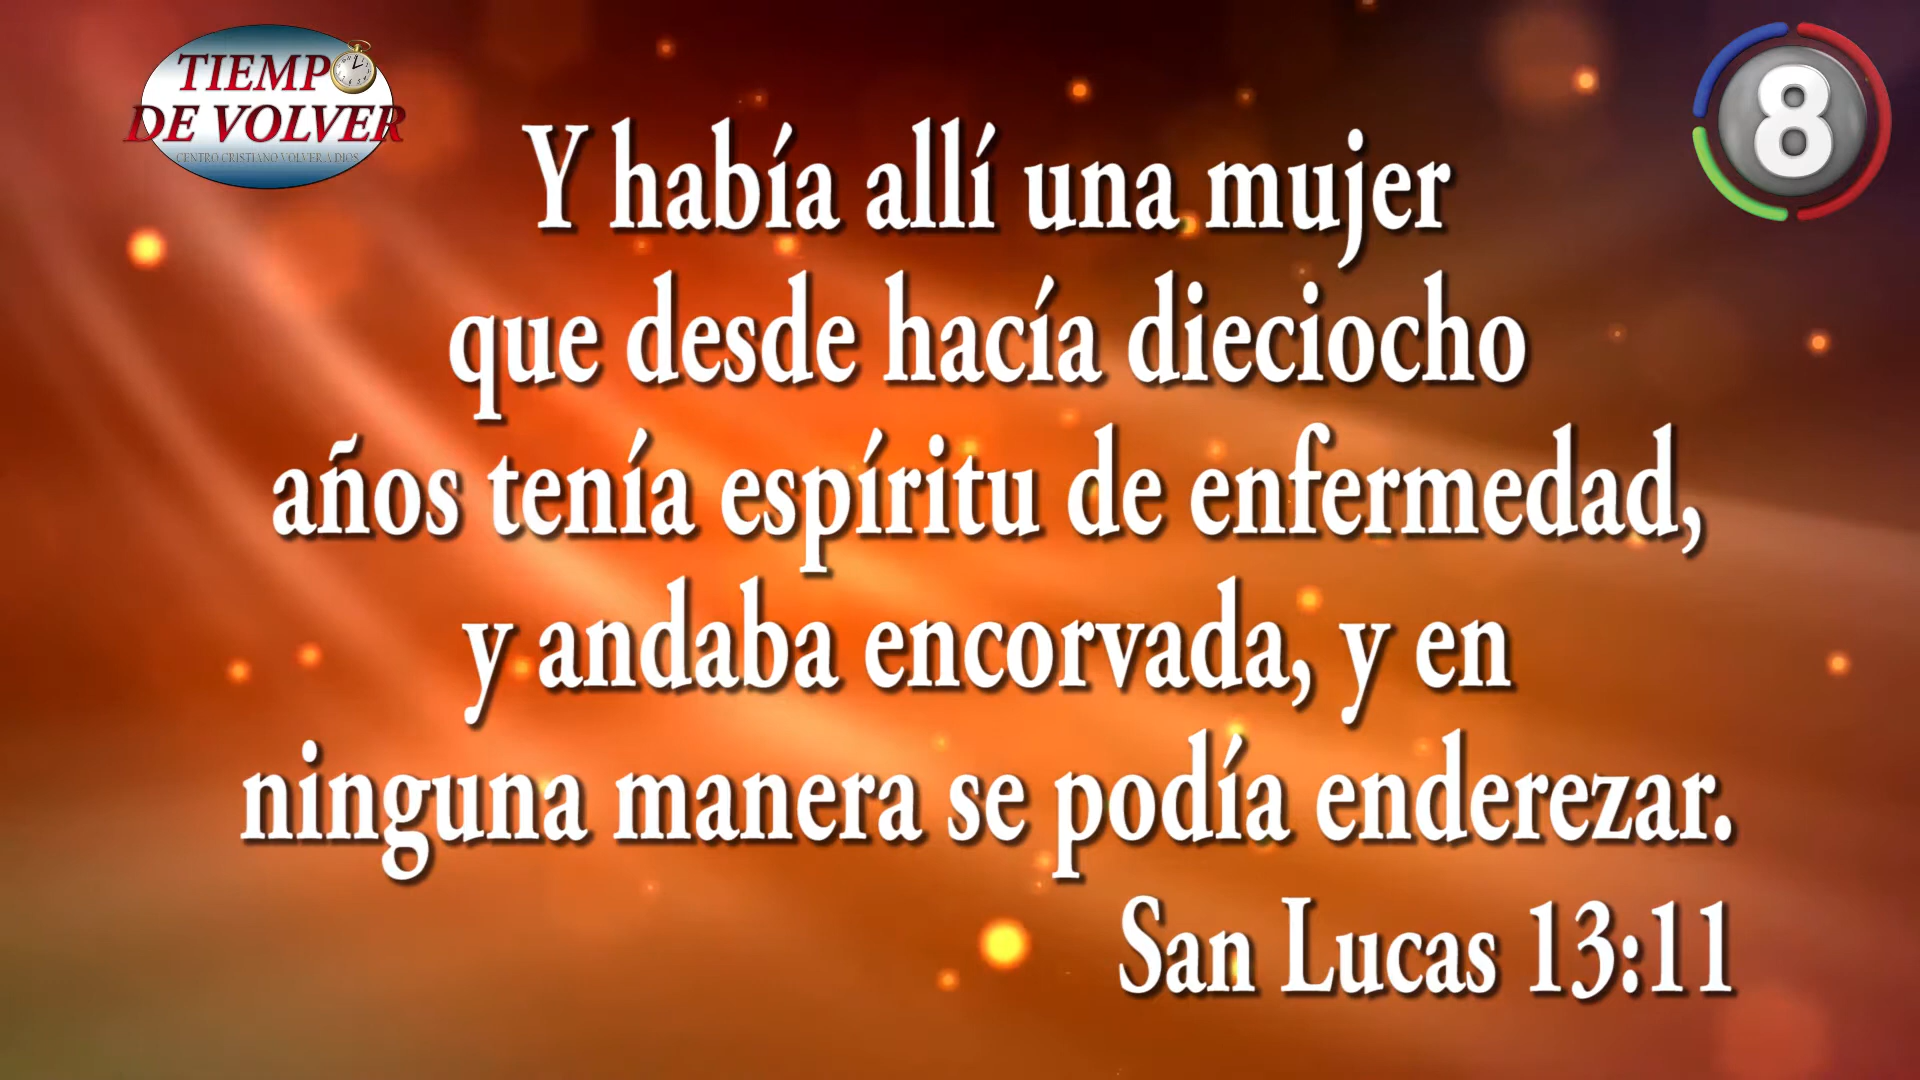 TIEMPO
DE VOLVER
CENTRO CRISTIANO VOLVER A DIOS
8
Y había allí una mujer
que desde hacía dieciocho
años tenía espíritu de enfermedad,
y andaba encorvada, y en
ninguna manera se podía enderezar.
San Lucas 13:11